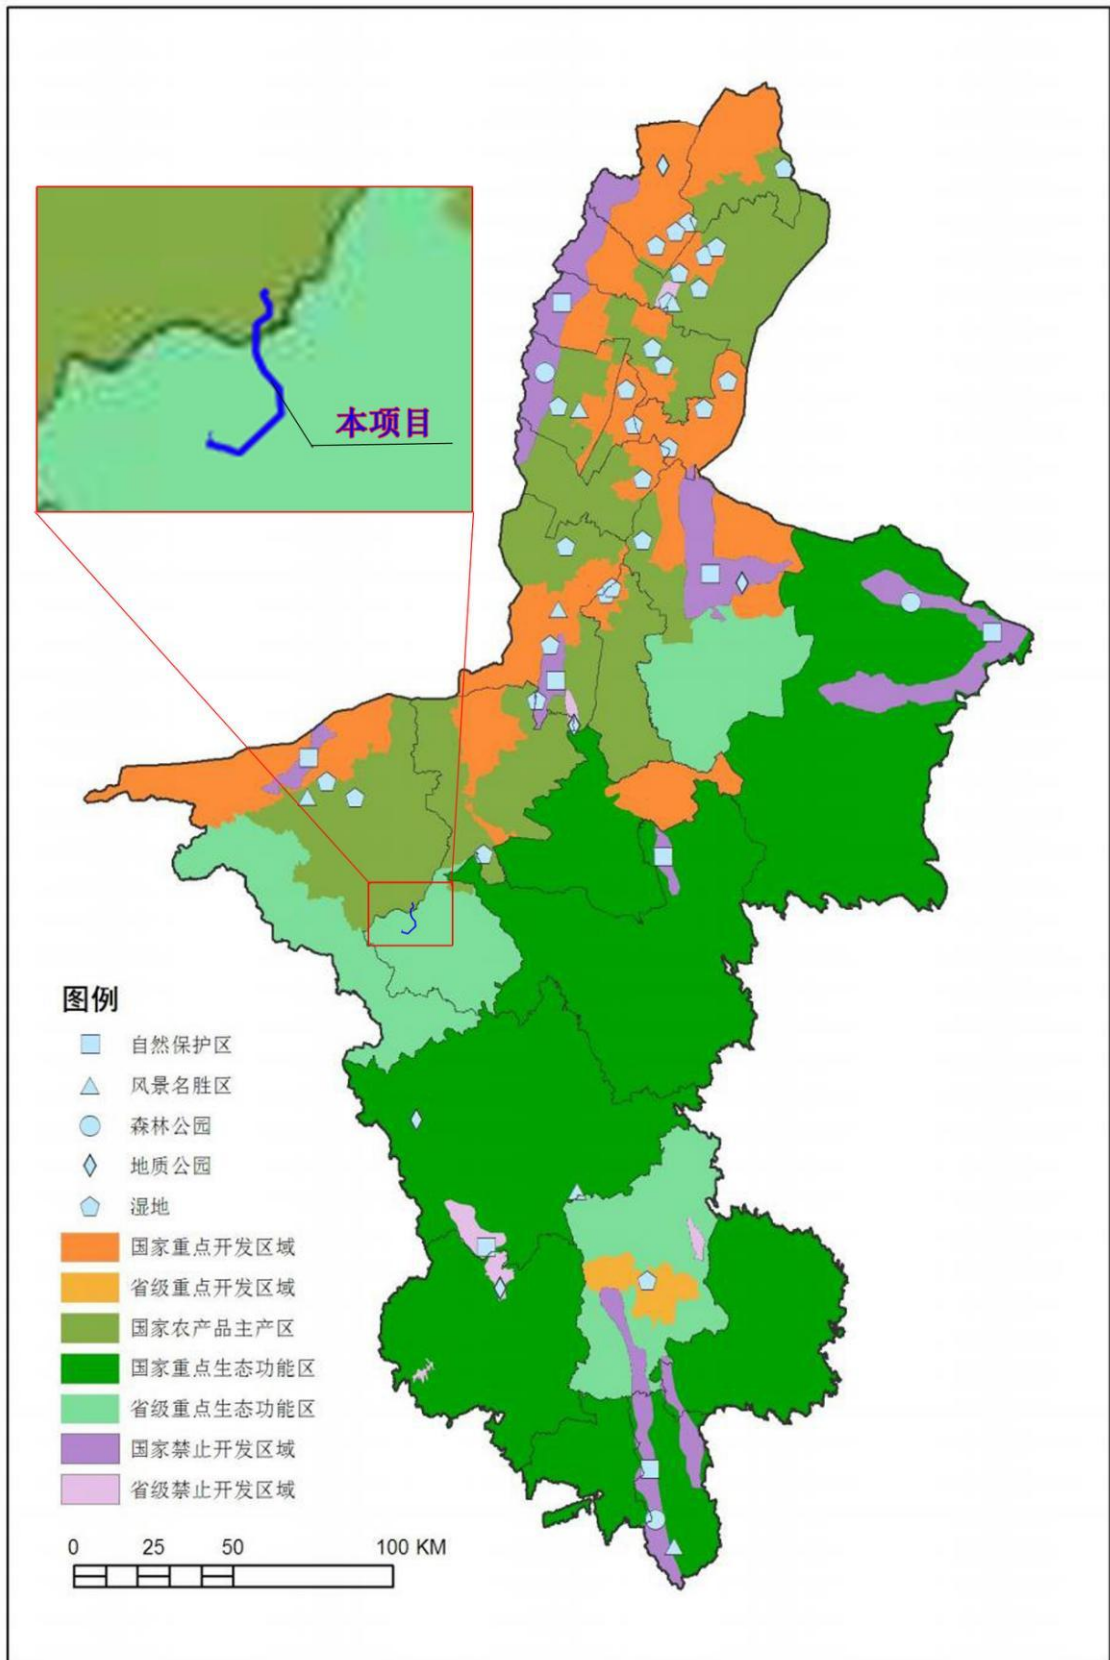 本项目
图例
自然保护区
风景名胜区
森林公园
地质公园
湿地
国家重点开发区域
省级重点开发区域
国家农产品主产区
国家重点生态功能区
省级重点生态功能区
国家禁止开发区域
省级禁止开发区域
0 25 50 100 KM